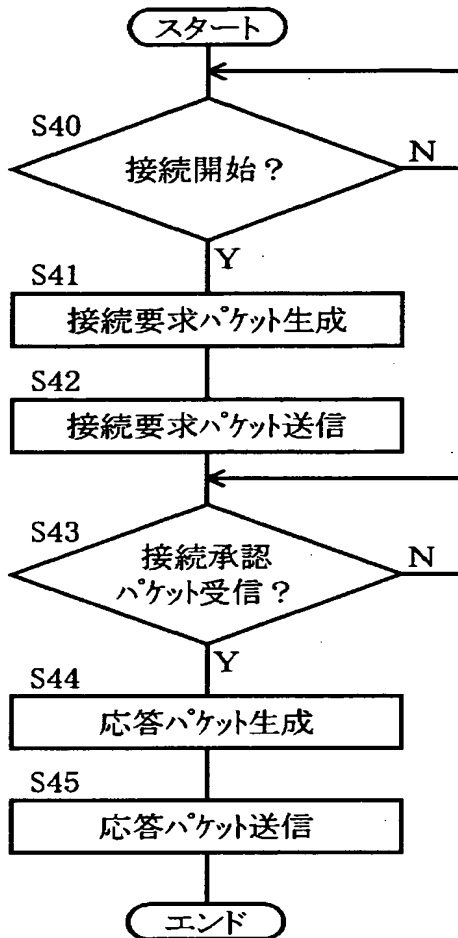 スタート
S40
接続開始？
N
Y
S41
接続要求パケット生成
S42
接続要求パケット送信
S43
接続承認
パケット受信？
N
Y
S44
応答パケット生成
S45
応答パケット送信
エンド